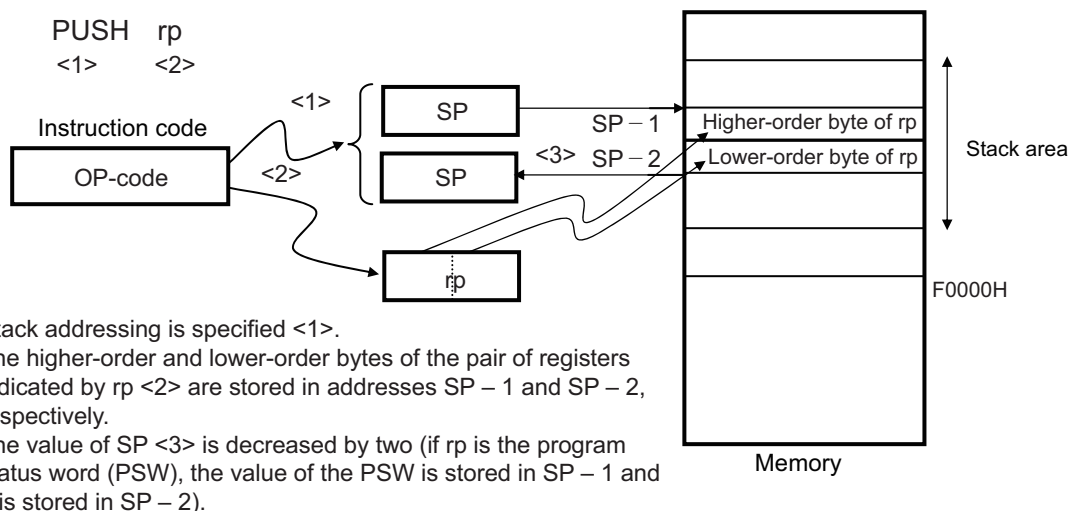 PUSH rp
<1> <2>
<1>
SP
SP – 1
Higher-order byte of rp
Instruction code
OP-code
<2>
SP
<3>
SP – 2
Lower-order byte of rp
Stack area
rp
F0000H
tack addressing is specified <1>.
he higher-order and lower-order bytes of the pair of registers
dicated by rp <2> are stored in addresses SP – 1 and SP – 2,
spectively.
he value of SP <3> is decreased by two (if rp is the program
atus word (PSW), the value of the PSW is stored in SP – 1 and
is stored in SP – 2).
Memory